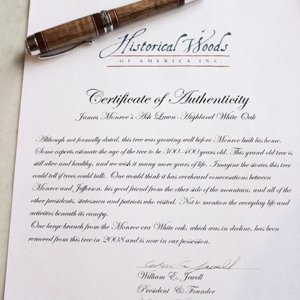 Historical Woods
OF AMERICA INC.
Certificate of Authenticity
James Monroe's Ash Lawn-Highland White Oak
Although not formally dated, this tree was growing well before Monroe built his home.
Some experts estimate the age of the tree to be 300-400 years old. This grand old tree is
still alive and healthy, and we wish it many more years of life. Imagine the stories this tree
could tell if trees could talk. One would think it has overheard conversations between
Monroe and Jefferson, his good friend from the other side of the mountain, and all of the
other presidents, statesmen and patriots who visited. Not to mention the everyday life and
activities beneath its canopy.
One large branch from the Monroe era White oak, which was in decline, has been
removed from this tree in 2008 and is now in our possession.
William E. Jewell
William E. Jewell
President & Founder